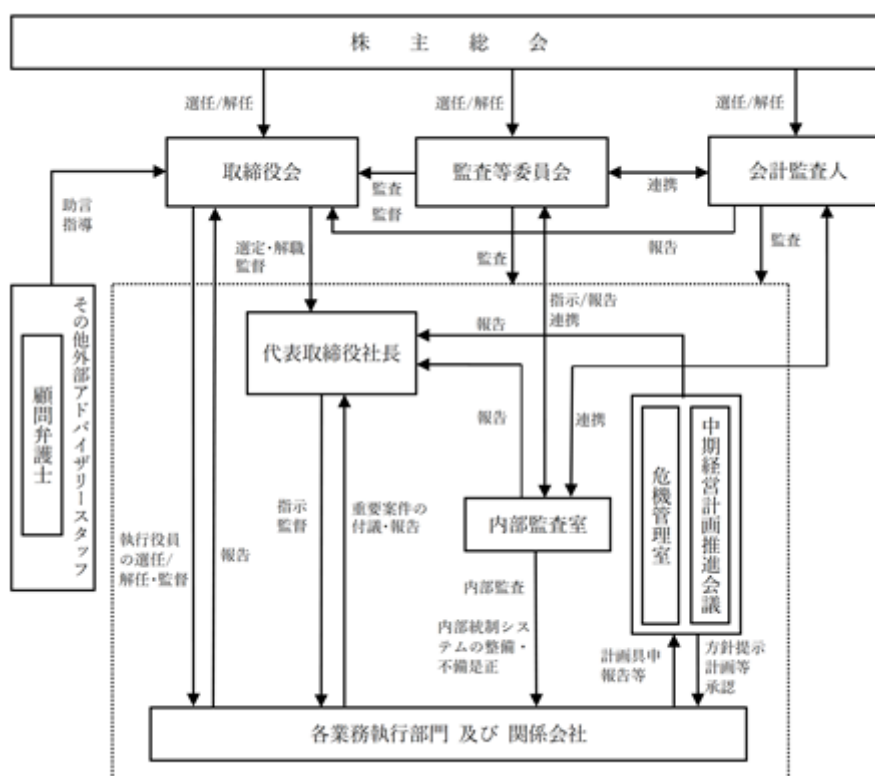 株主総会
選任/解任
選任/解任
選任/解任
取締役会
監査等委員会
会計監査人
監査
監督
連携
助言
指導
選定・解職
監督
監査
報告
監査
指示/報告
連携
その他外部アドバイザリースタッフ
顧問弁護士
代表取締役社長
報告
報告
連携
中期経営計画推進会議
危機管理室
内部監査室
執行役員
の選任/
解任・監督
報告
指示
監督
重要案件の
付議・報告
内部監査
内部統制シス
テムの整備・
不備是正
計画具申
報告等
方針提示
計画等
承認
各業務執行部門 及び 関係会社